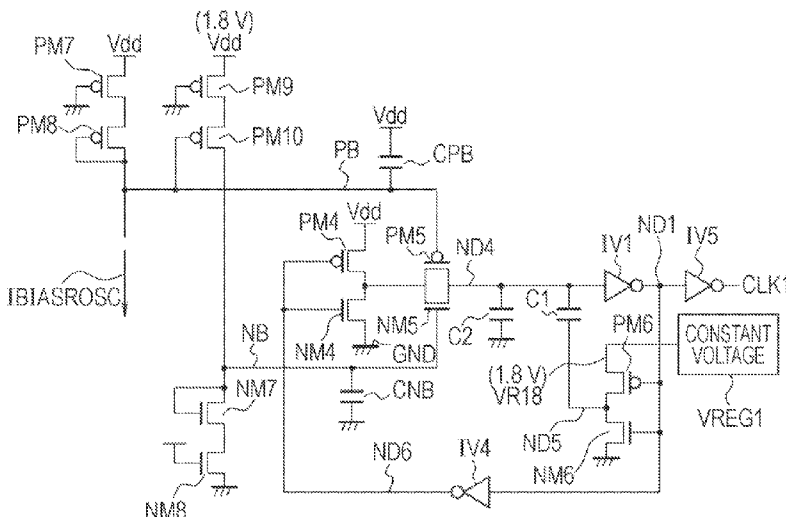 (1.8 V)
Vdd
Vdd
PM7
PM9
PM8
PM10
Vdd
PB
CPB
Vdd
PM4
PM5
ND4
IV1
ND1
IV5
CLK1
IBIASROSC
C1
PM6
CONSTANT
VOLTAGE
NB
NM4
NM5
GND
C2
(1.8 V)
VR18
VREG1
CNB
NM7
ND5
NM6
ND6
IV4
NM8